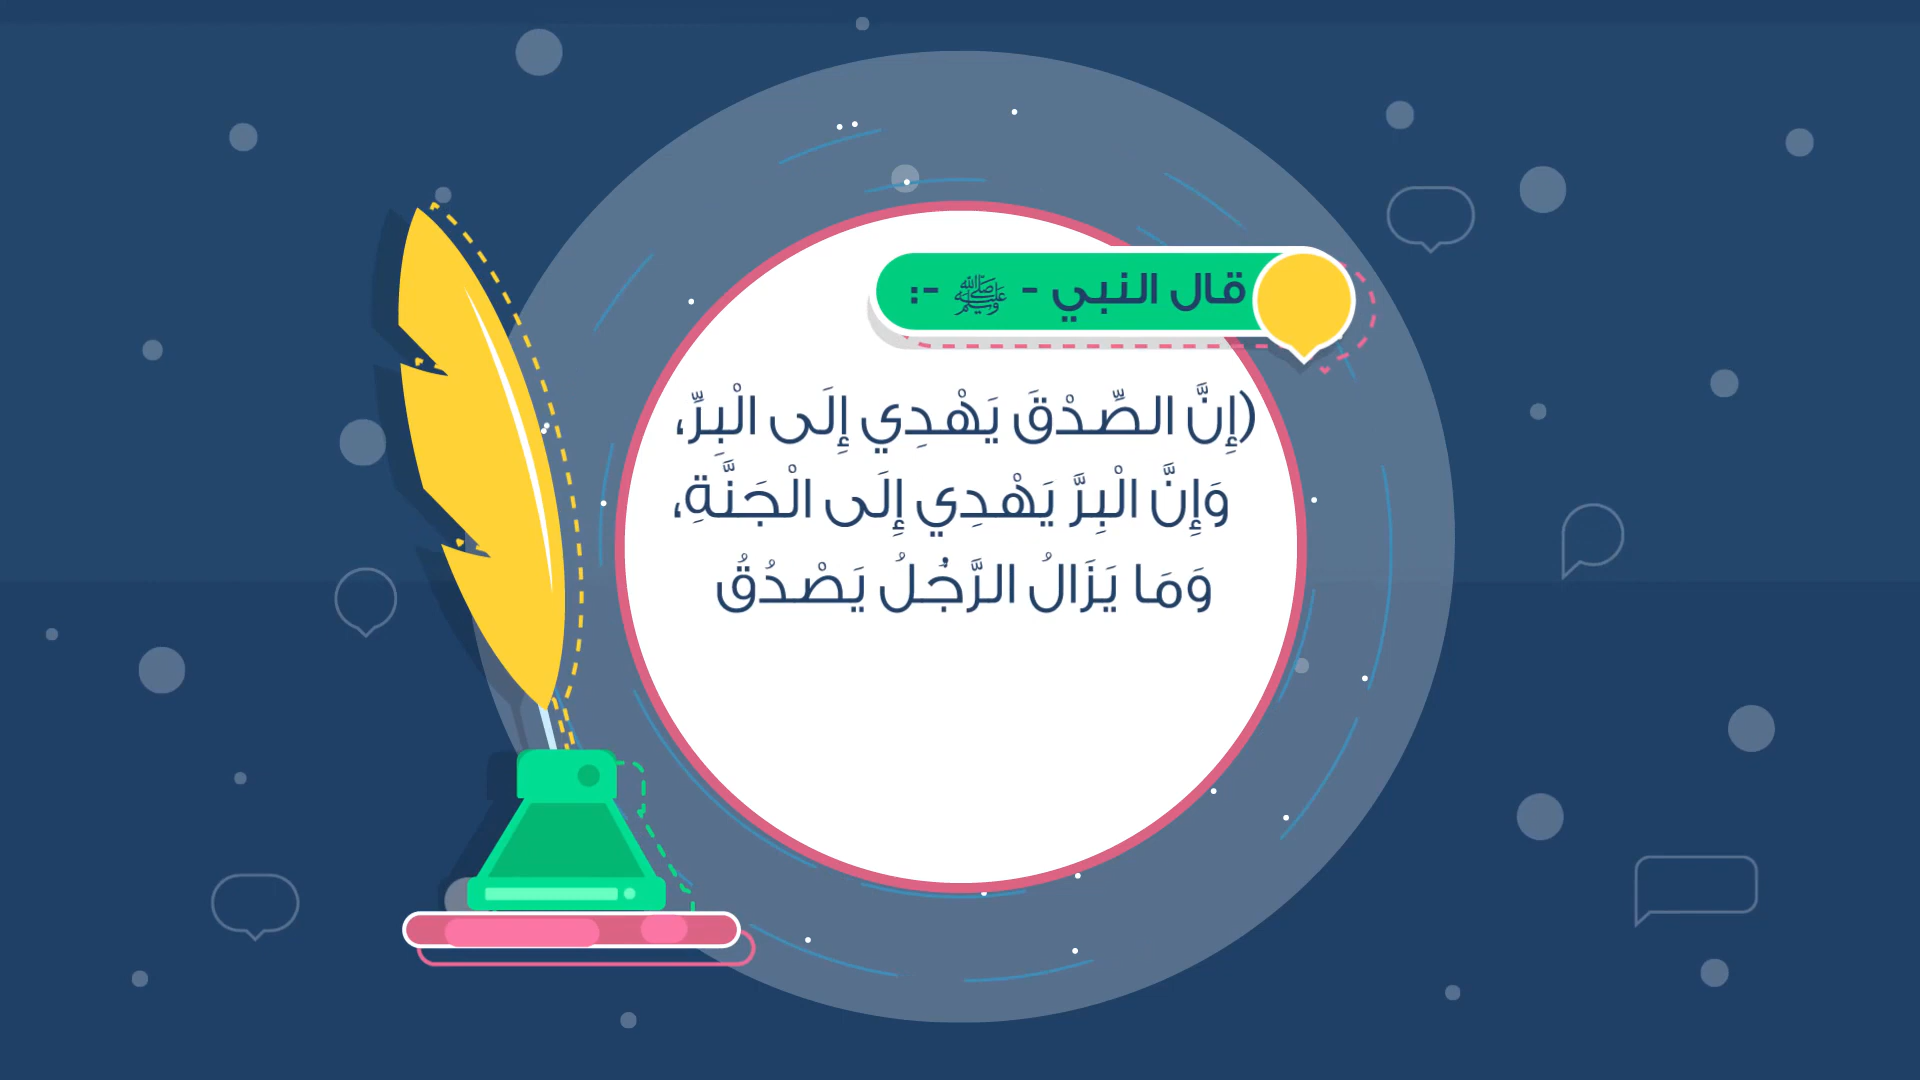 قال النبي - ﷺ -:
(إِنَّ الصِّدْقَ يَهْدِي إِلَى الْبِرِّ،
وَإِنَّ الْبِرَّ يَهْدِي إِلَى الْجَنَّةِ،
وَمَا يَزَالُ الرَّجُلُ يَصْدُقُ